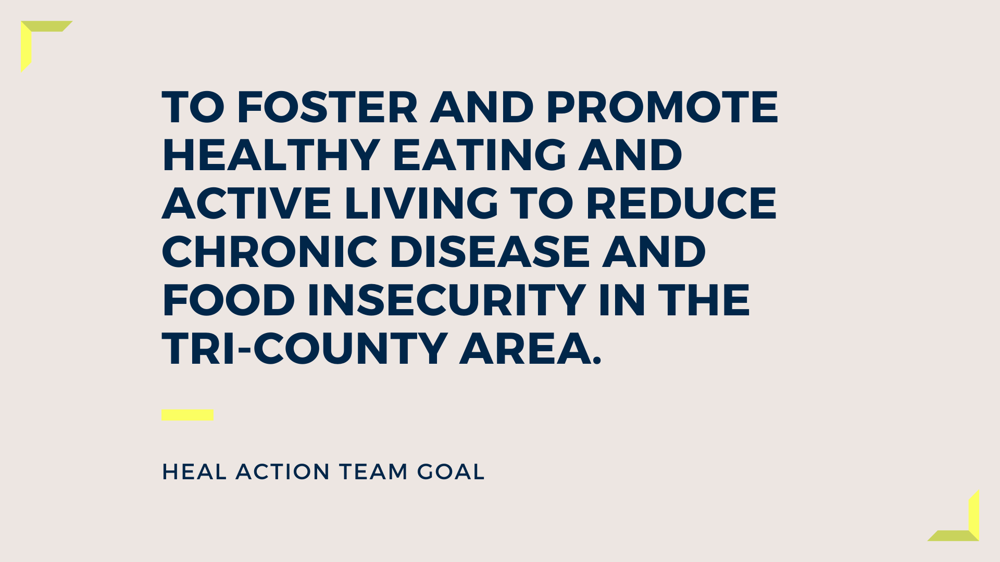 TO FOSTER AND PROMOTE
HEALTHY EATING AND
ACTIVE LIVING TO REDUCE
CHRONIC DISEASE AND
FOOD INSECURITY IN THE
TRI-COUNTY AREA.
HEAL ACTION TEAM GOAL